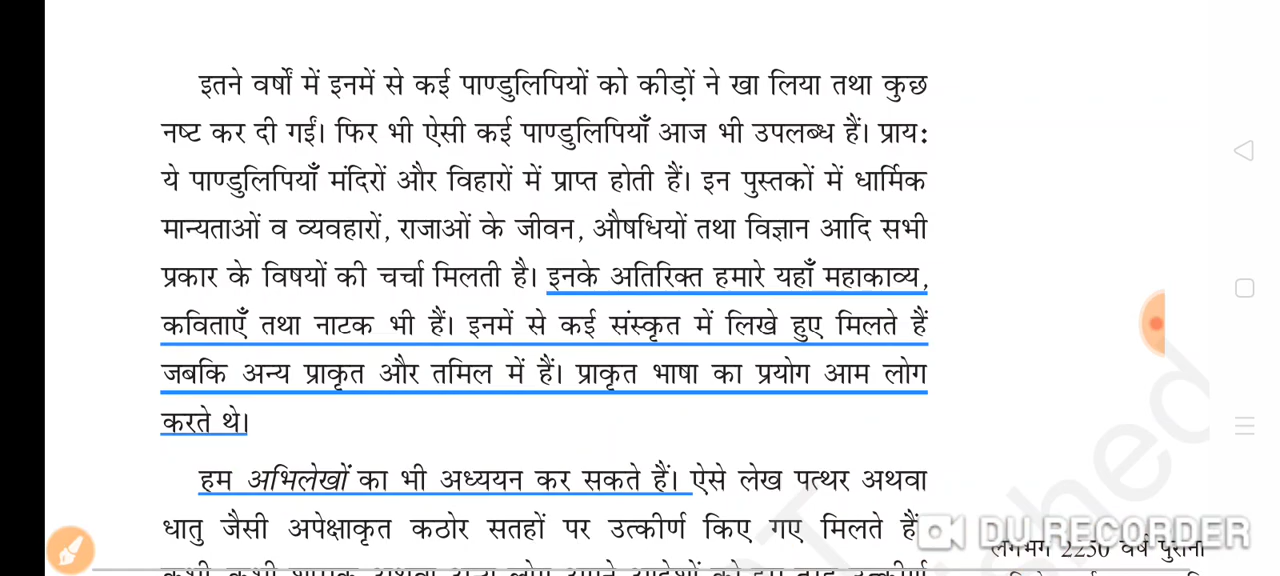 इतने वर्षों में इनमें से कई पाण्डुलिपियों को कीड़ों ने खा लिया तथा कुछ
नष्ट कर दी गईं। फिर भी ऐसी कई पाण्डुलिपियाँ आज भी उपलब्ध हैं। प्राय:
ये पाण्डुलिपियाँ मंदिरों और विहारों में प्राप्त होती हैं। इन पुस्तकों में धार्मिक
मान्यताओं व व्यवहारों, राजाओं के जीवन, औषधियों तथा विज्ञान आदि सभी
प्रकार के विषयों की चर्चा मिलती है। इनके अतिरिक्त हमारे यहाँ महाकाव्य,
कविताएँ तथा नाटक भी हैं। इनमें से कई संस्कृत में लिखे हुए मिलते हैं
जबकि अन्य प्राकृत और तमिल में हैं। प्राकृत भाषा का प्रयोग आम लोग
करते थे।
हम अभिलेखों का भी अध्ययन कर सकते हैं। ऐसे लेख पत्थर अथवा
धातु जैसी अपेक्षाकृत कठोर सतहों पर उत्कीर्ण किए गए मिलते हैं
DU RECORDER
लगभग 2250 वर्ष पुरानी